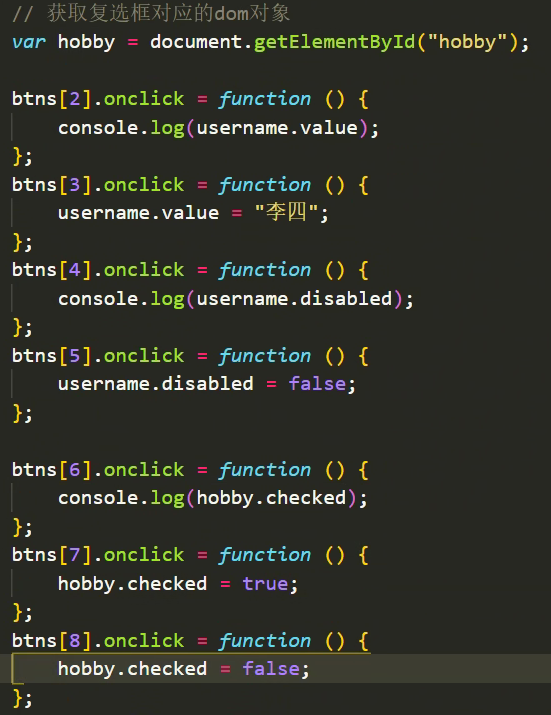 // 获取复选框对应的dom对象
var hobby = document.getElementById("hobby");
btns[2].onclick = function () {
console.log(username.value);
};
btns[3].onclick = function () {
username.value = "李四";
};
btns[4].onclick = function () {
console.log(username.disabled);
};
btns[5].onclick = function () {
username.disabled = false;
};
btns[6].onclick = function () {
console.log(hobby.checked);
};
btns[7].onclick = function () {
hobby.checked = true;
};
btns[8].onclick = function () {
hobby.checked = false;
};